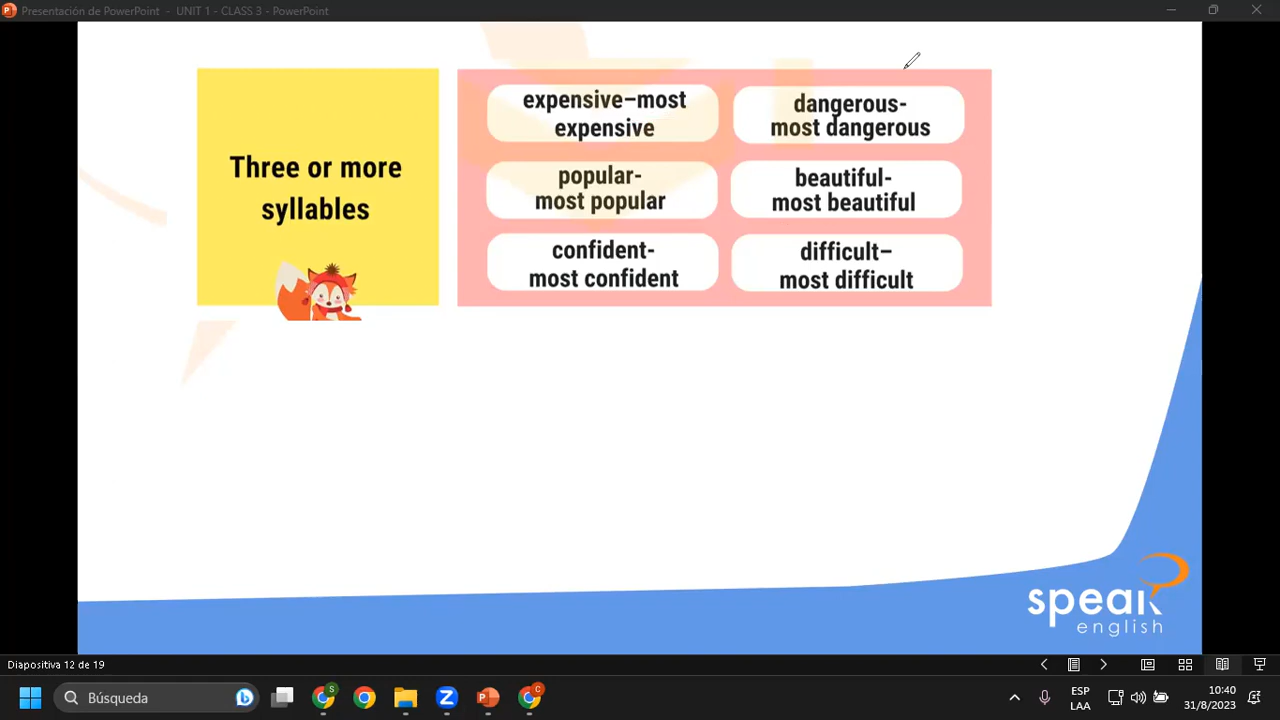 Presentación de PowerPoint - UNIT 1 - CLASS 3 - PowerPoint
Three or more
syllables
expensive–most
expensive
dangerous-
most dangerous
popular-
most popular
beautiful-
most beautiful
confident-
most confident
difficult–
most difficult
speak
english
Diapositiva 12 de 19
Búsqueda
S
C
ESP
LAA
10:40
31/8/2023